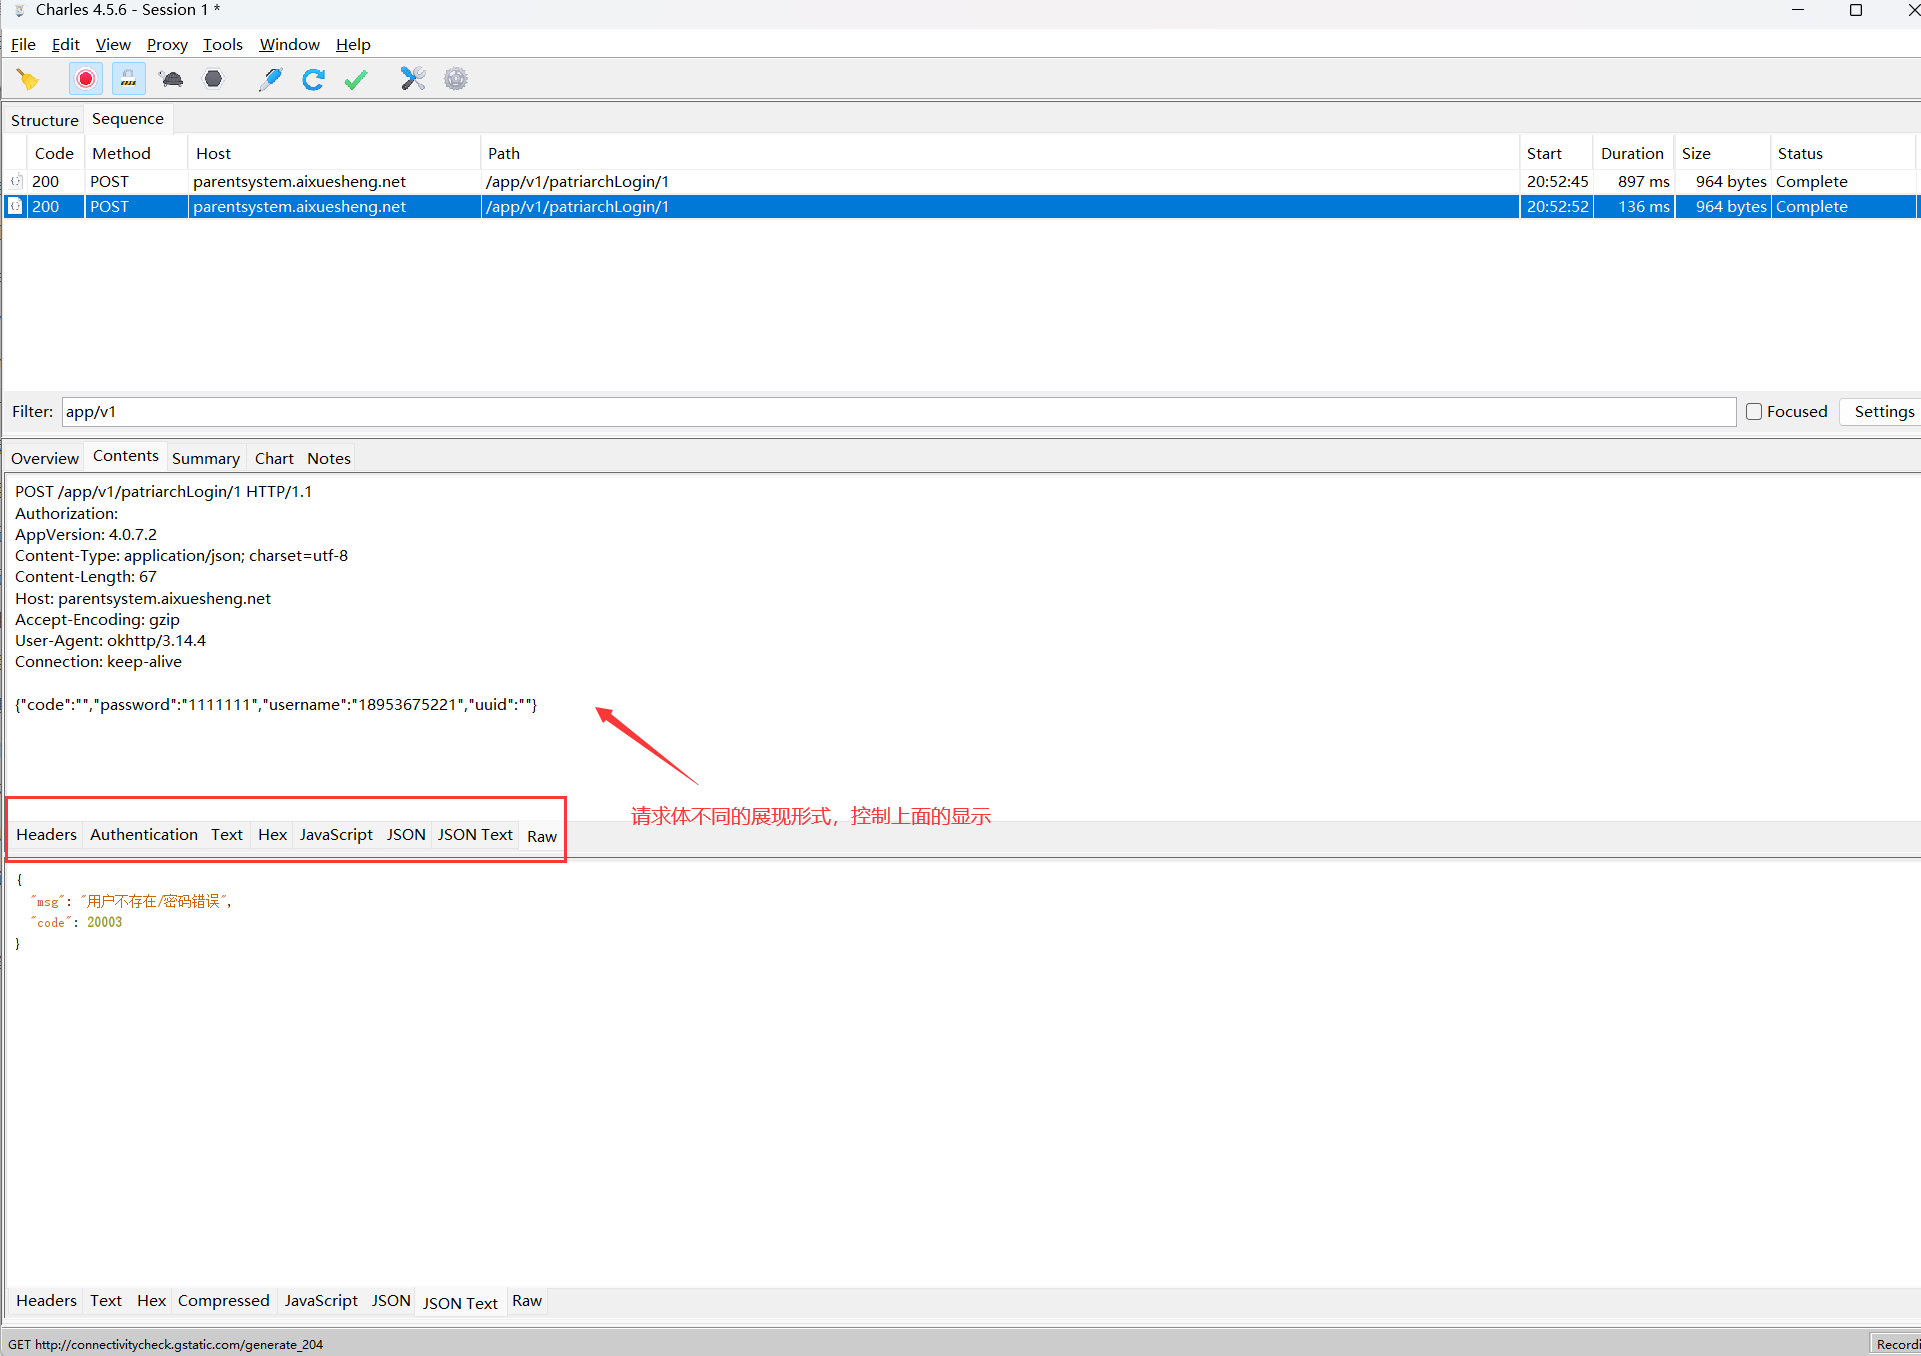 Charles 4.5.6 - Session 1 *
File Edit View Proxy Tools Window Help
Structure Sequence
Code Method Host Path Start Duration Size Status
200 POST parentsystem.aixuesheng.net /app/v1/patriarchLogin/1 20:52:45 897 ms 964 bytes Complete
200 POST parentsystem.aixuesheng.net /app/v1/patriarchLogin/1 20:52:52 136 ms 964 bytes Complete
Filter: app/v1 Focused Settings
Overview Contents Summary Chart Notes
POST /app/v1/patriarchLogin/1 HTTP/1.1
Authorization:
AppVersion: 4.0.7.2
Content-Type: application/json; charset=utf-8
Content-Length: 67
Host: parentsystem.aixuesheng.net
Accept-Encoding: gzip
User-Agent: okhttp/3.14.4
Connection: keep-alive
{"code":"","password":"1111111","username":"18953675221","uuid":""}
请求体不同的展现形式，控制上面的显示
Headers Authentication Text Hex JavaScript JSON JSON Text Raw
{
"msg": "用户不存在/密码错误",
"code": 20003
}
Headers Text Hex Compressed JavaScript JSON JSON Text Raw
GET http://connectivitycheck.gstatic.com/generate_204 Recordi